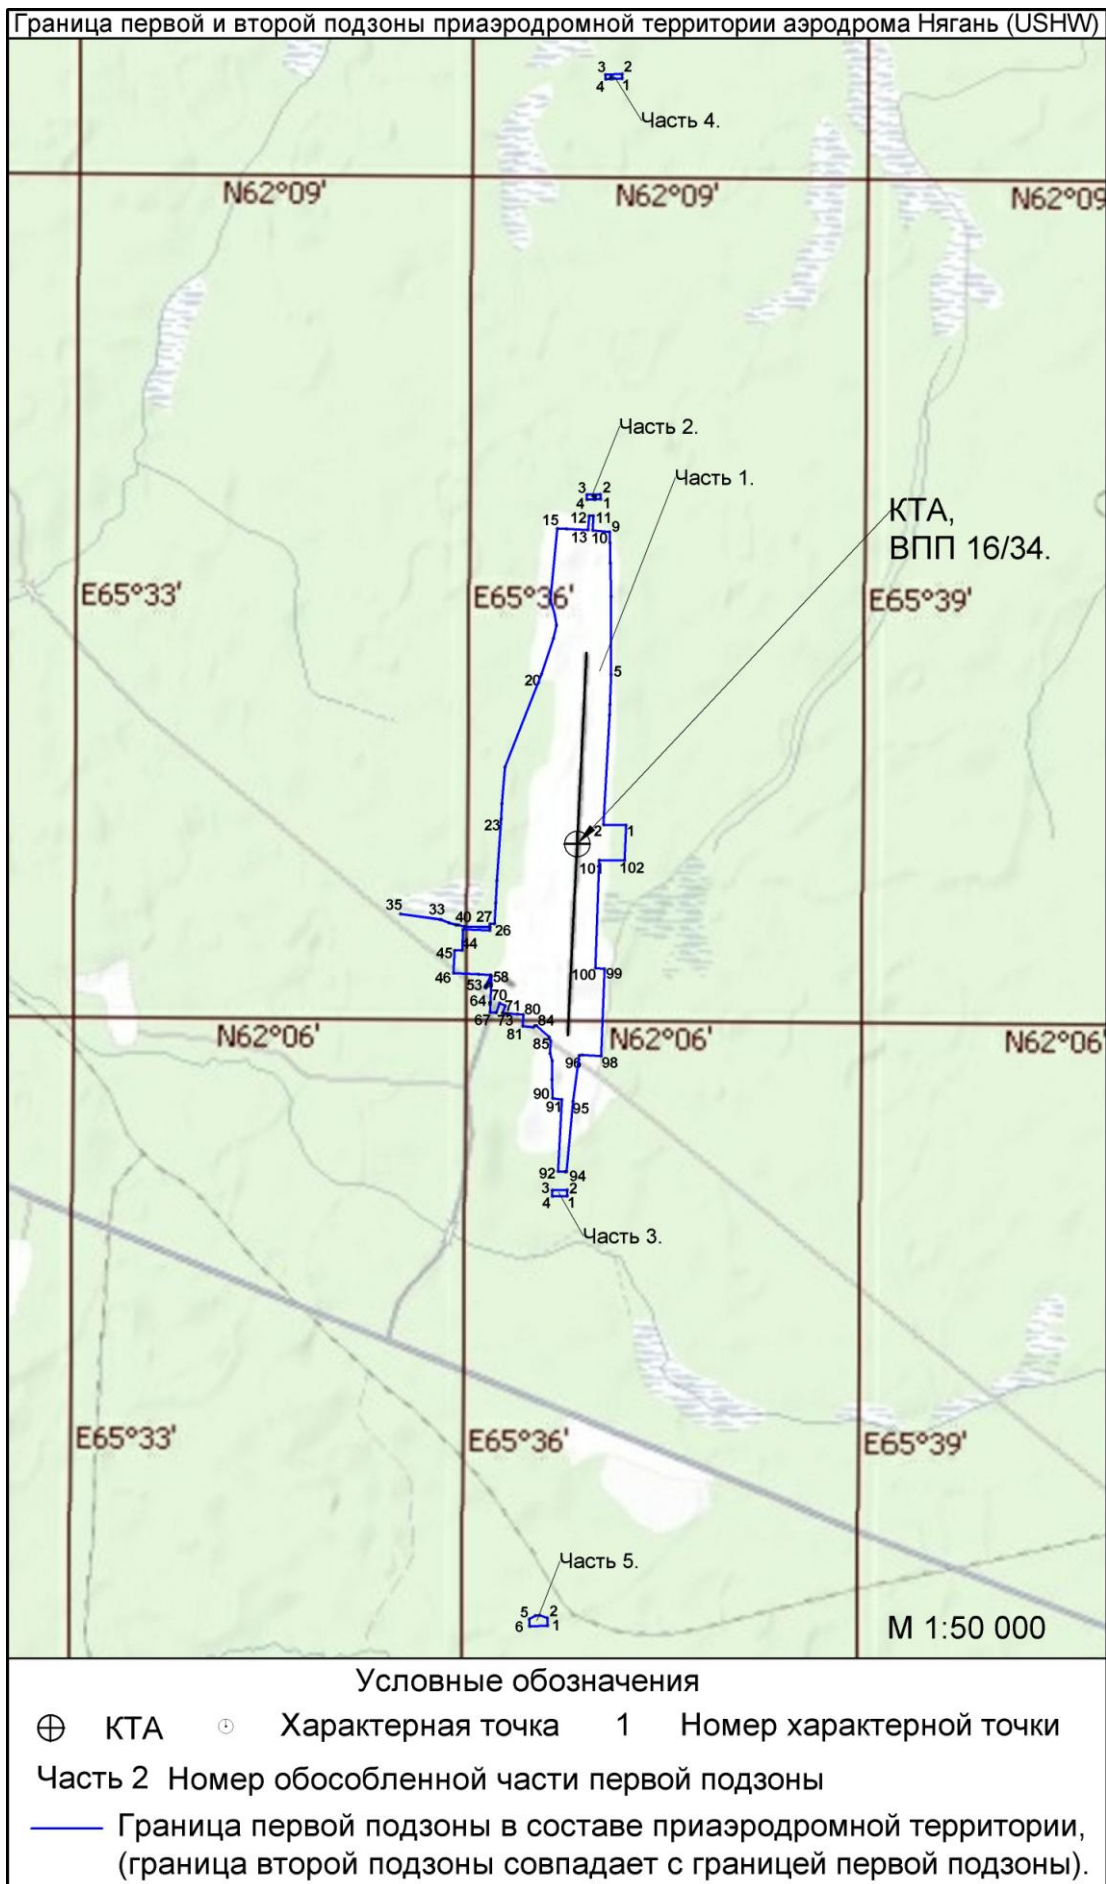 Граница первой и второй подзоны приаэродромной территории аэродрома Нягань (USHW)
3 2
4 1
Часть 4.
N62°09' N62°09' N62°09
Часть 2.
3 2
4 1
Часть 1.
КТА,
ВПП 16/34.
15 12 11 9
13 10
E65°33' E65°36' E65°39'
5
20
23
2 1
101 102
35 33 40 27 26
44
45
46
53 58
100 99
64 70 71 80
67 73 81 84
N62°06' N62°06' N62°06'
85
96 98
90 91 95
92 94
3 2
4 1
Часть 3.
E65°33' E65°36' E65°39'
Часть 5.
5 2
6 1
М 1:50 000
Условные обозначения
КТА Характерная точка 1 Номер характерной точки
Часть 2 Номер обособленной части первой подзоны
Граница первой подзоны в составе приаэродромной территории,
(граница второй подзоны совпадает с границей первой подзоны).